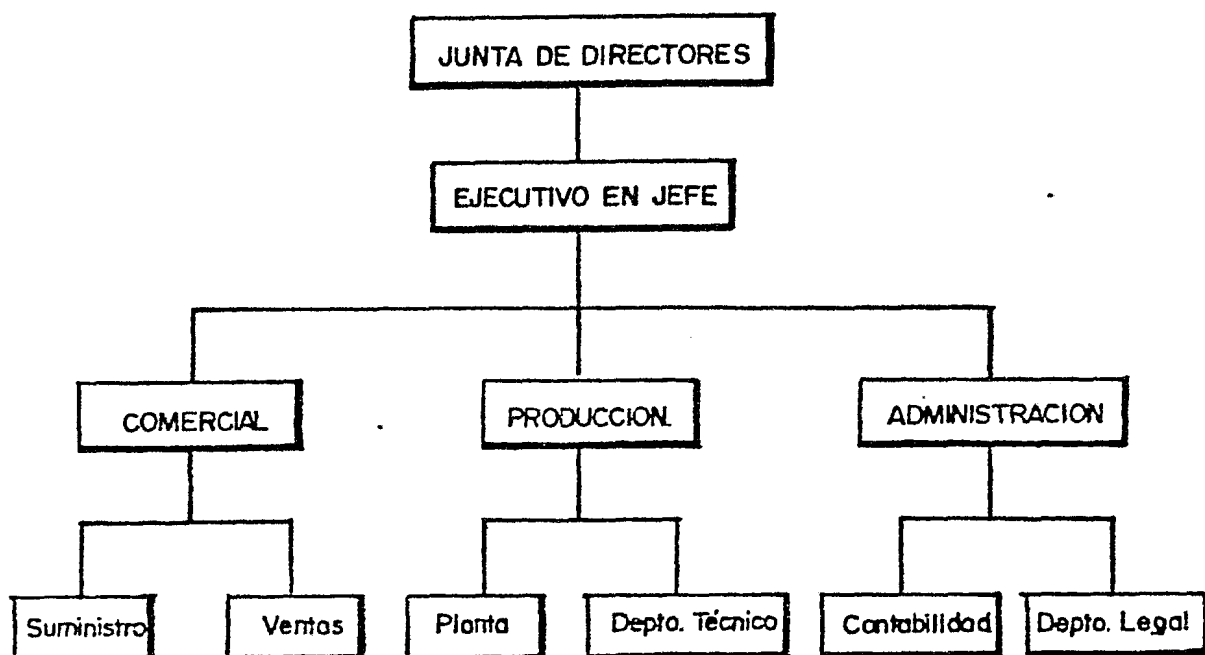 JUNTA DE DIRECTORES
EJECUTIVO EN JEFE
COMERCIAL
PRODUCCION
ADMINISTRACION
Suministro
Ventas
Planta
Depto. Técnico
Contabilidad
Depto. Legal